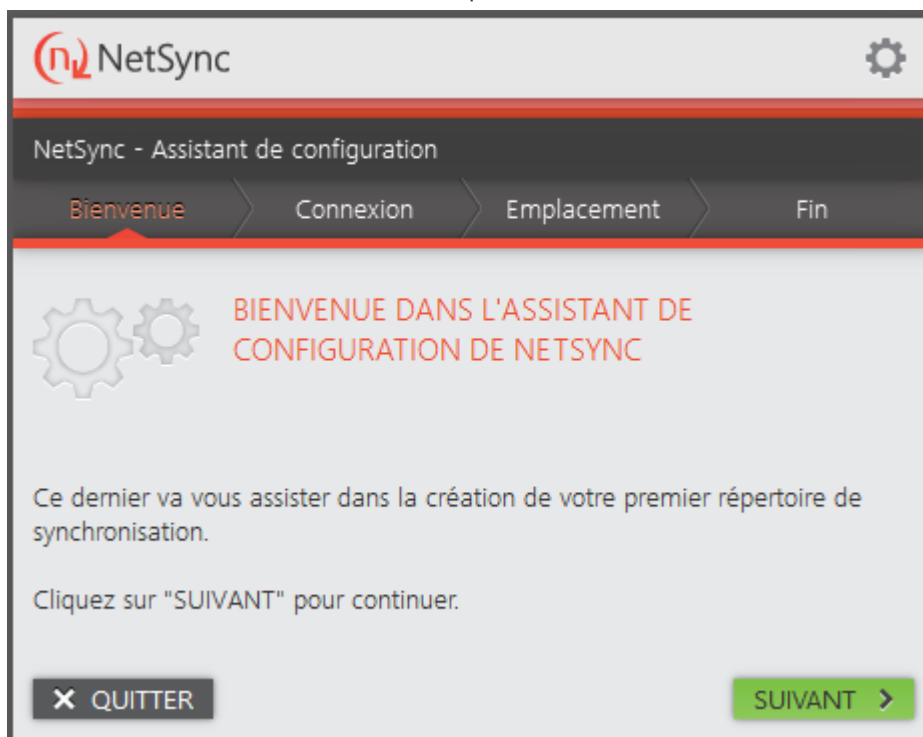 NetSync
NetSync - Assistant de configuration
Bienvenue Connexion Emplacement Fin
BIENVENUE DANS L'ASSISTANT DE
CONFIGURATION DE NETSYNC
Ce dernier va vous assister dans la création de votre premier répertoire de
synchronisation.
Cliquez sur "SUIVANT" pour continuer.
QUITTER SUIVANT